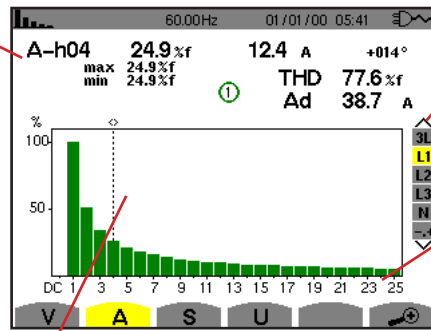 60.00Hz 01/01/00 05:41
A-h04 24.9 %f 12.4 A +014°
max 24.9%f
min 24.9%f
① THD 77.6 %f
Ad 38.7 A
%
100
50
DC 1 3 5 7 9 11 13 15 17 19 21 23 25
3L
L1
L2
L3
N
-.+
V A S U